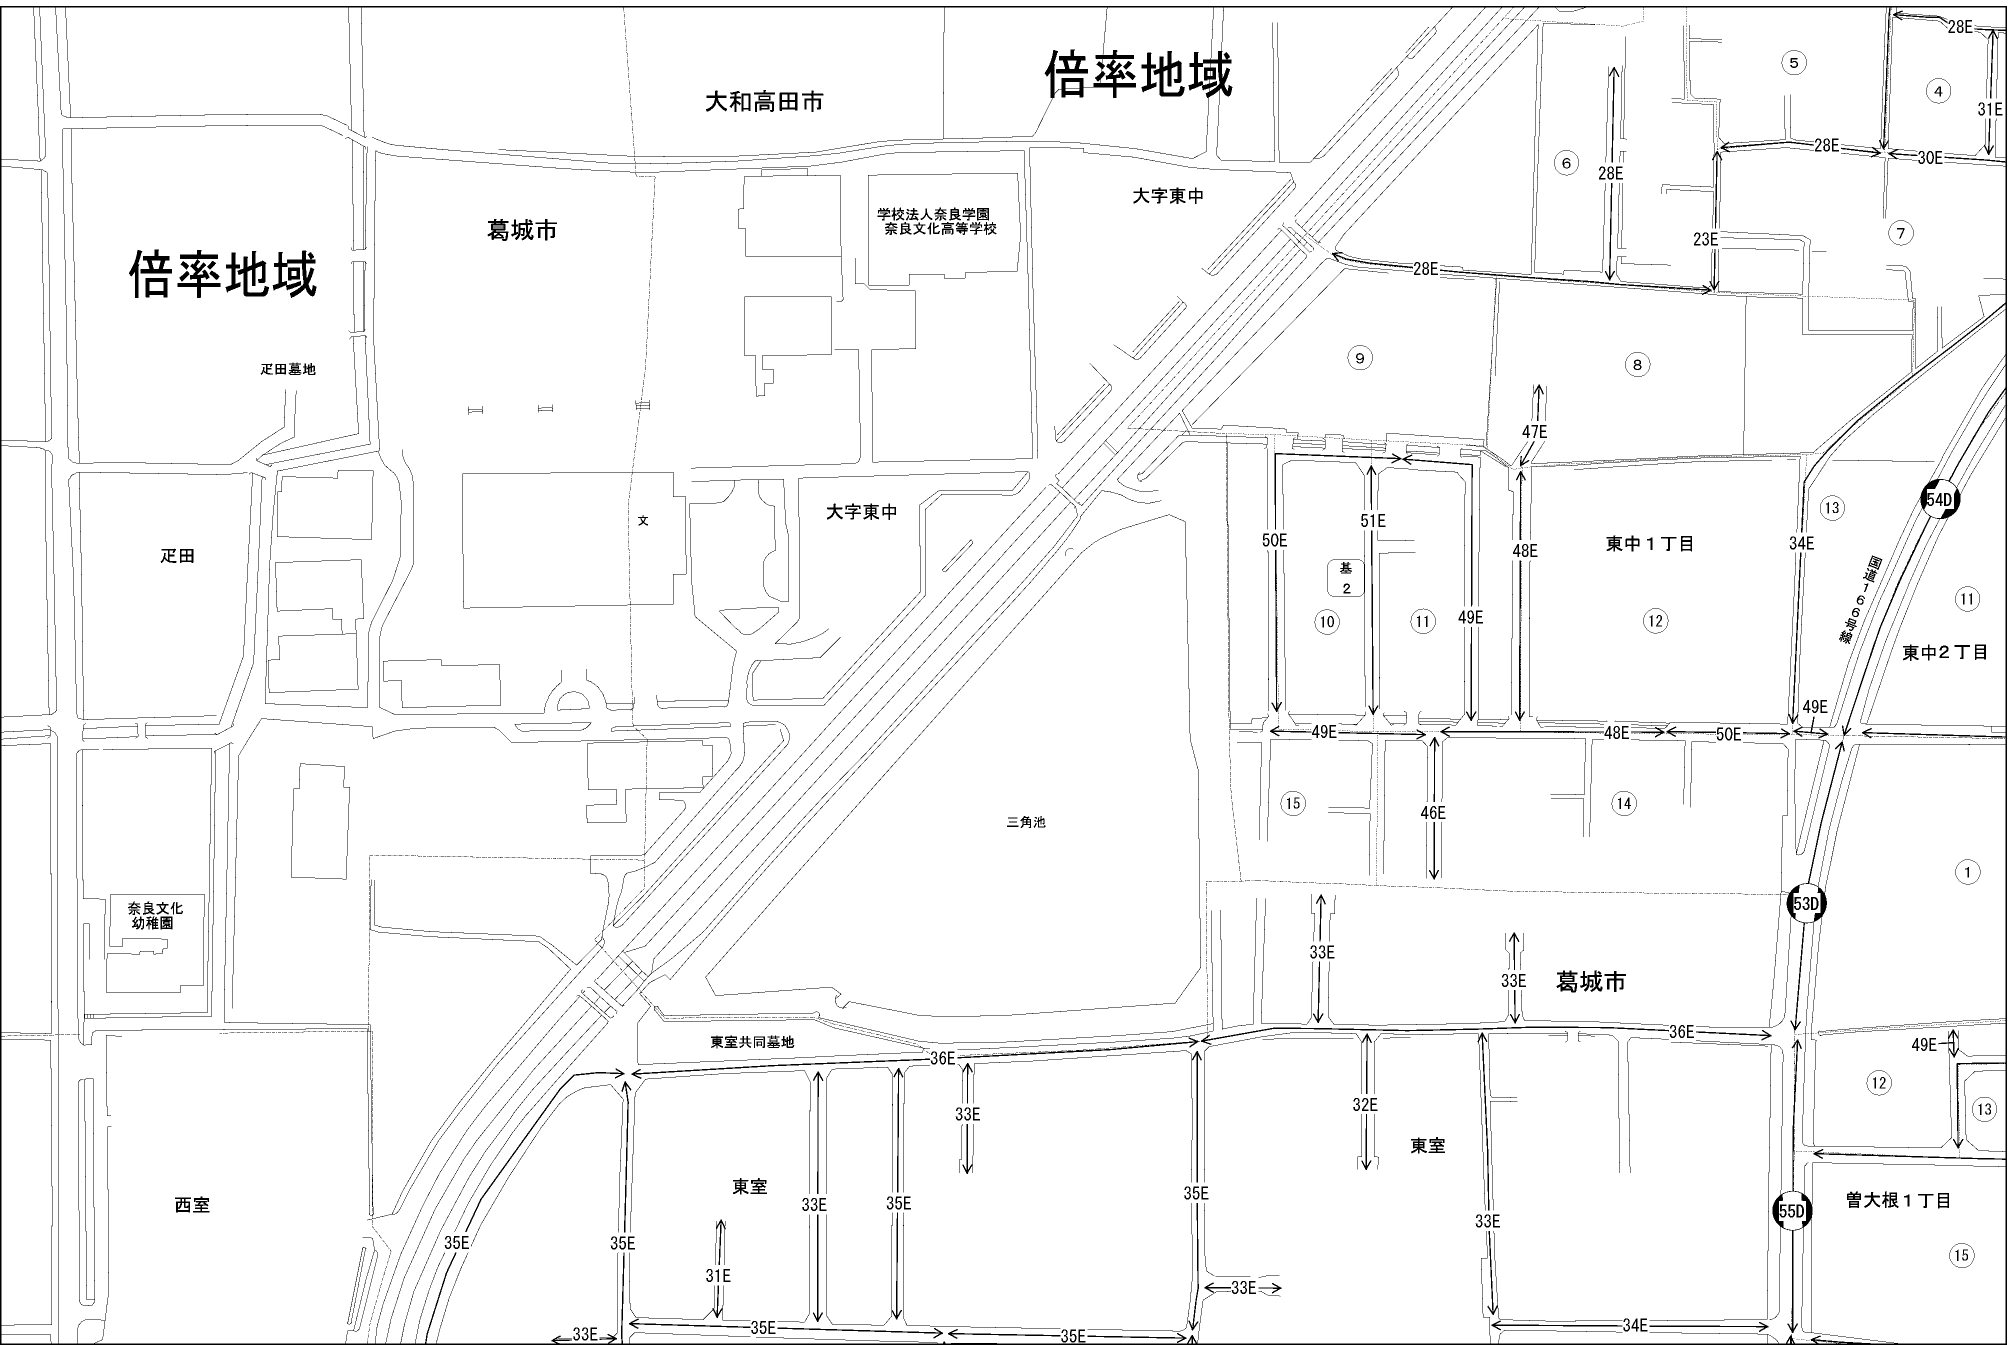 28E
倍率地域
⑤
④
大和高田市
31E
28E
30E
⑥
28E
大字東中
学校法人奈良学園
奈良文化高等学校
葛城市
⑦
23E
倍率地域
28E
⑨
⑧
疋田墓地
47E
54D
⑬
大字東中
文
51E
50E
48E
東中1丁目
34E
疋田
基
2
国道166号線
⑪
⑩
⑪
49E
⑫
東中2丁目
49E
49E
48E
50E
⑮
⑭
46E
三角池
①
53D
奈良文化
幼稚園
33E
33E
葛城市
36E
東室共同墓地
36E
49E
⑫
33E
32E
⑬
東室
東室
35E
西室
33E
35E
曽大根1丁目
55D
33E
35E
35E
⑮
31E
33E
33E
35E
35E
34E